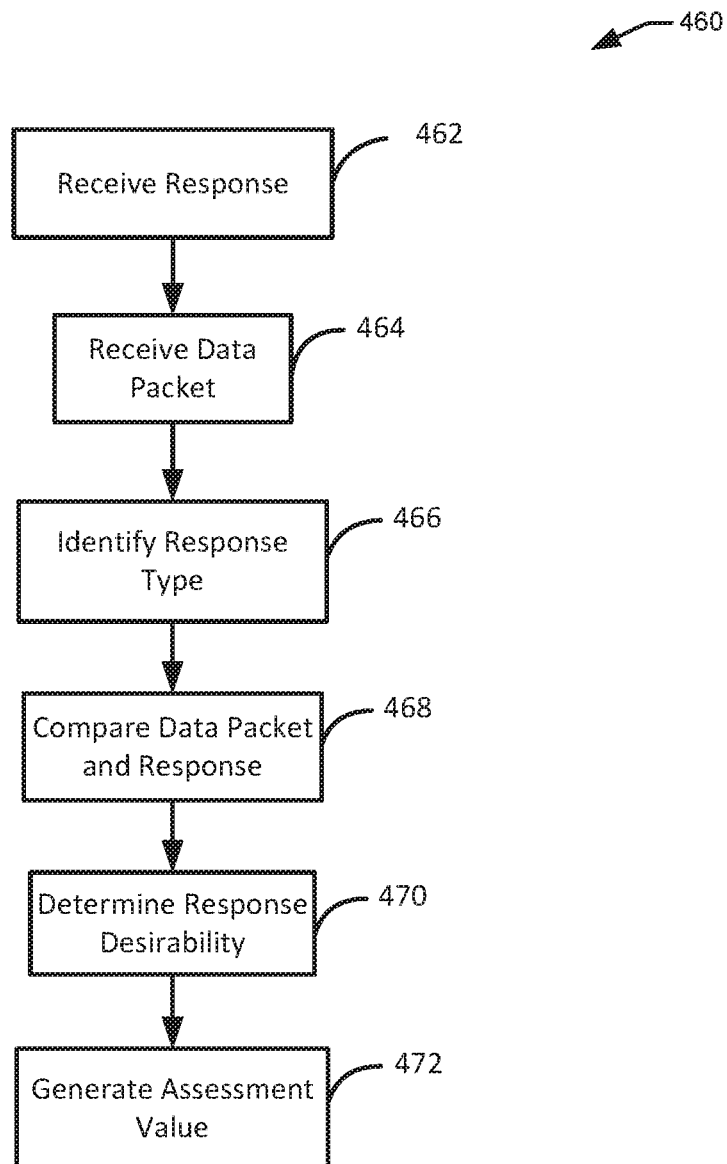 460
Receive Response
462
Receive Data
Packet
464
Identify Response
Type
466
Compare Data Packet
and Response
468
Determine Response
Desirability
470
Generate Assessment
Value
472